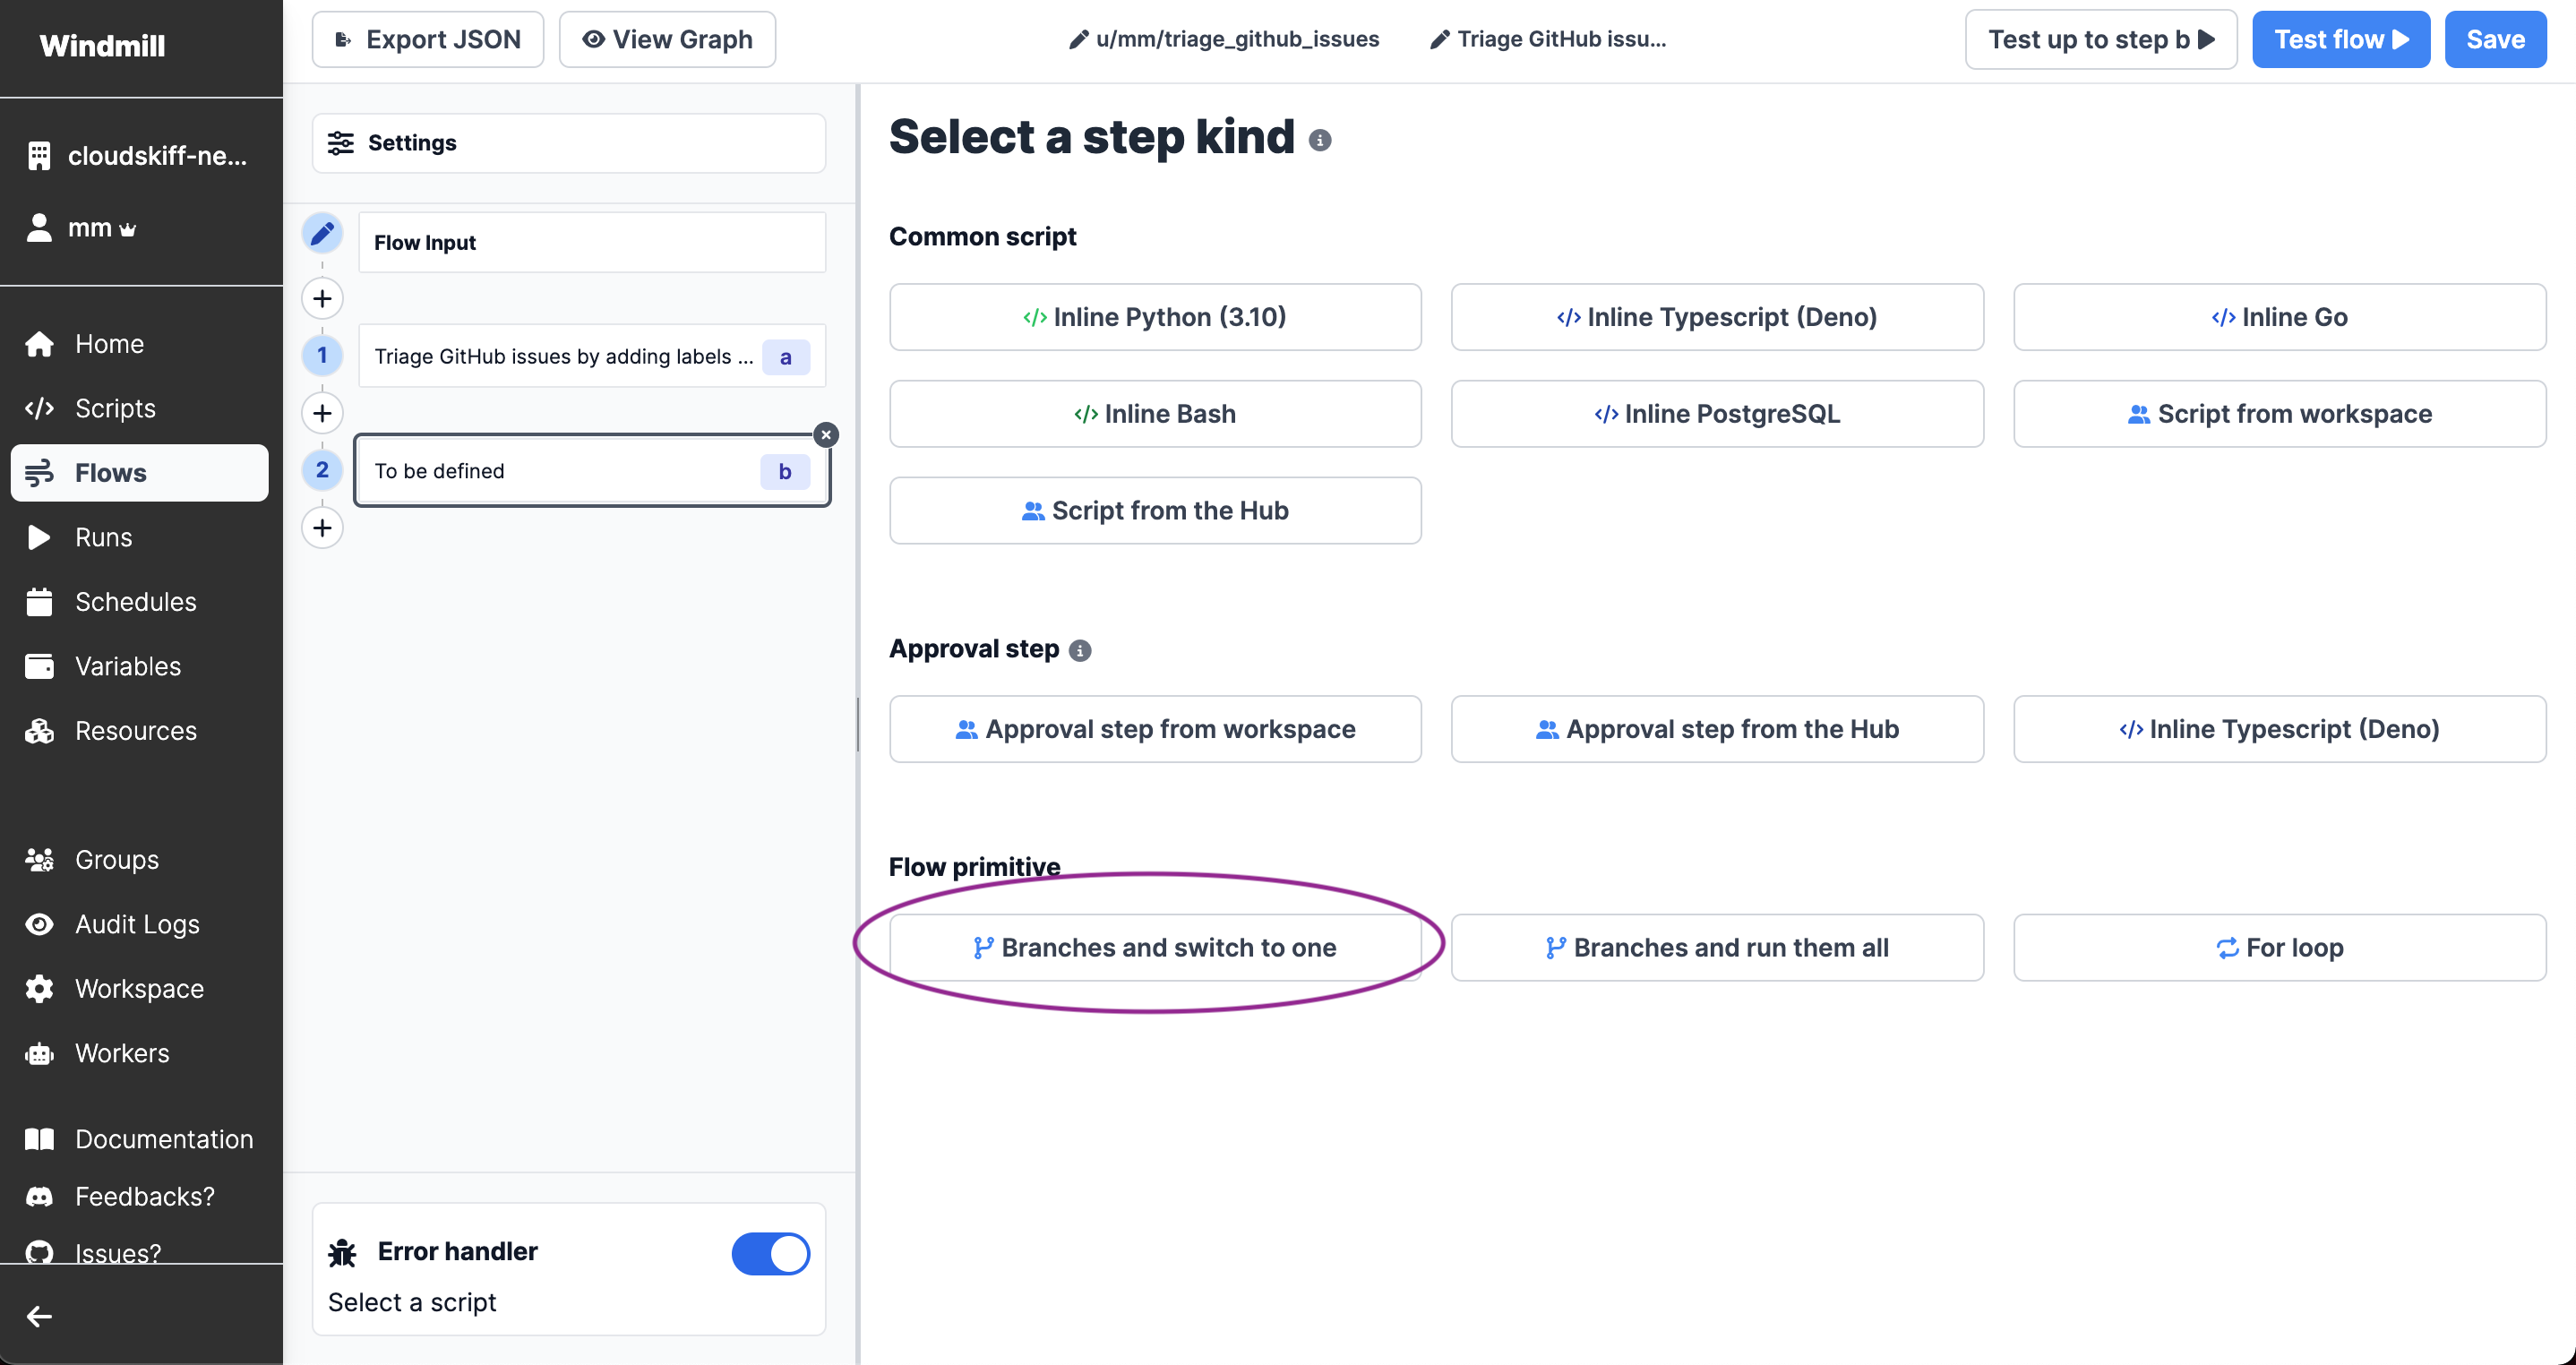 Windmill
cloudskiff-ne...
mm
Home
Scripts
Flows
Runs
Schedules
Variables
Resources
Groups
Audit Logs
Workspace
Workers
Documentation
Feedbacks?
Issues?
Export JSON
View Graph
u/mm/triage_github_issues
Triage GitHub issu...
Test up to step b
Test flow
Save
Settings
Flow Input
1
Triage GitHub issues by adding labels ...
a
2
To be defined
b
Error handler
Select a script
Select a step kind
Common script
Inline Python (3.10)
Inline Typescript (Deno)
Inline Go
Inline Bash
Inline PostgreSQL
Script from workspace
Script from the Hub
Approval step
Approval step from workspace
Approval step from the Hub
Inline Typescript (Deno)
Flow primitive
Branches and switch to one
Branches and run them all
For loop